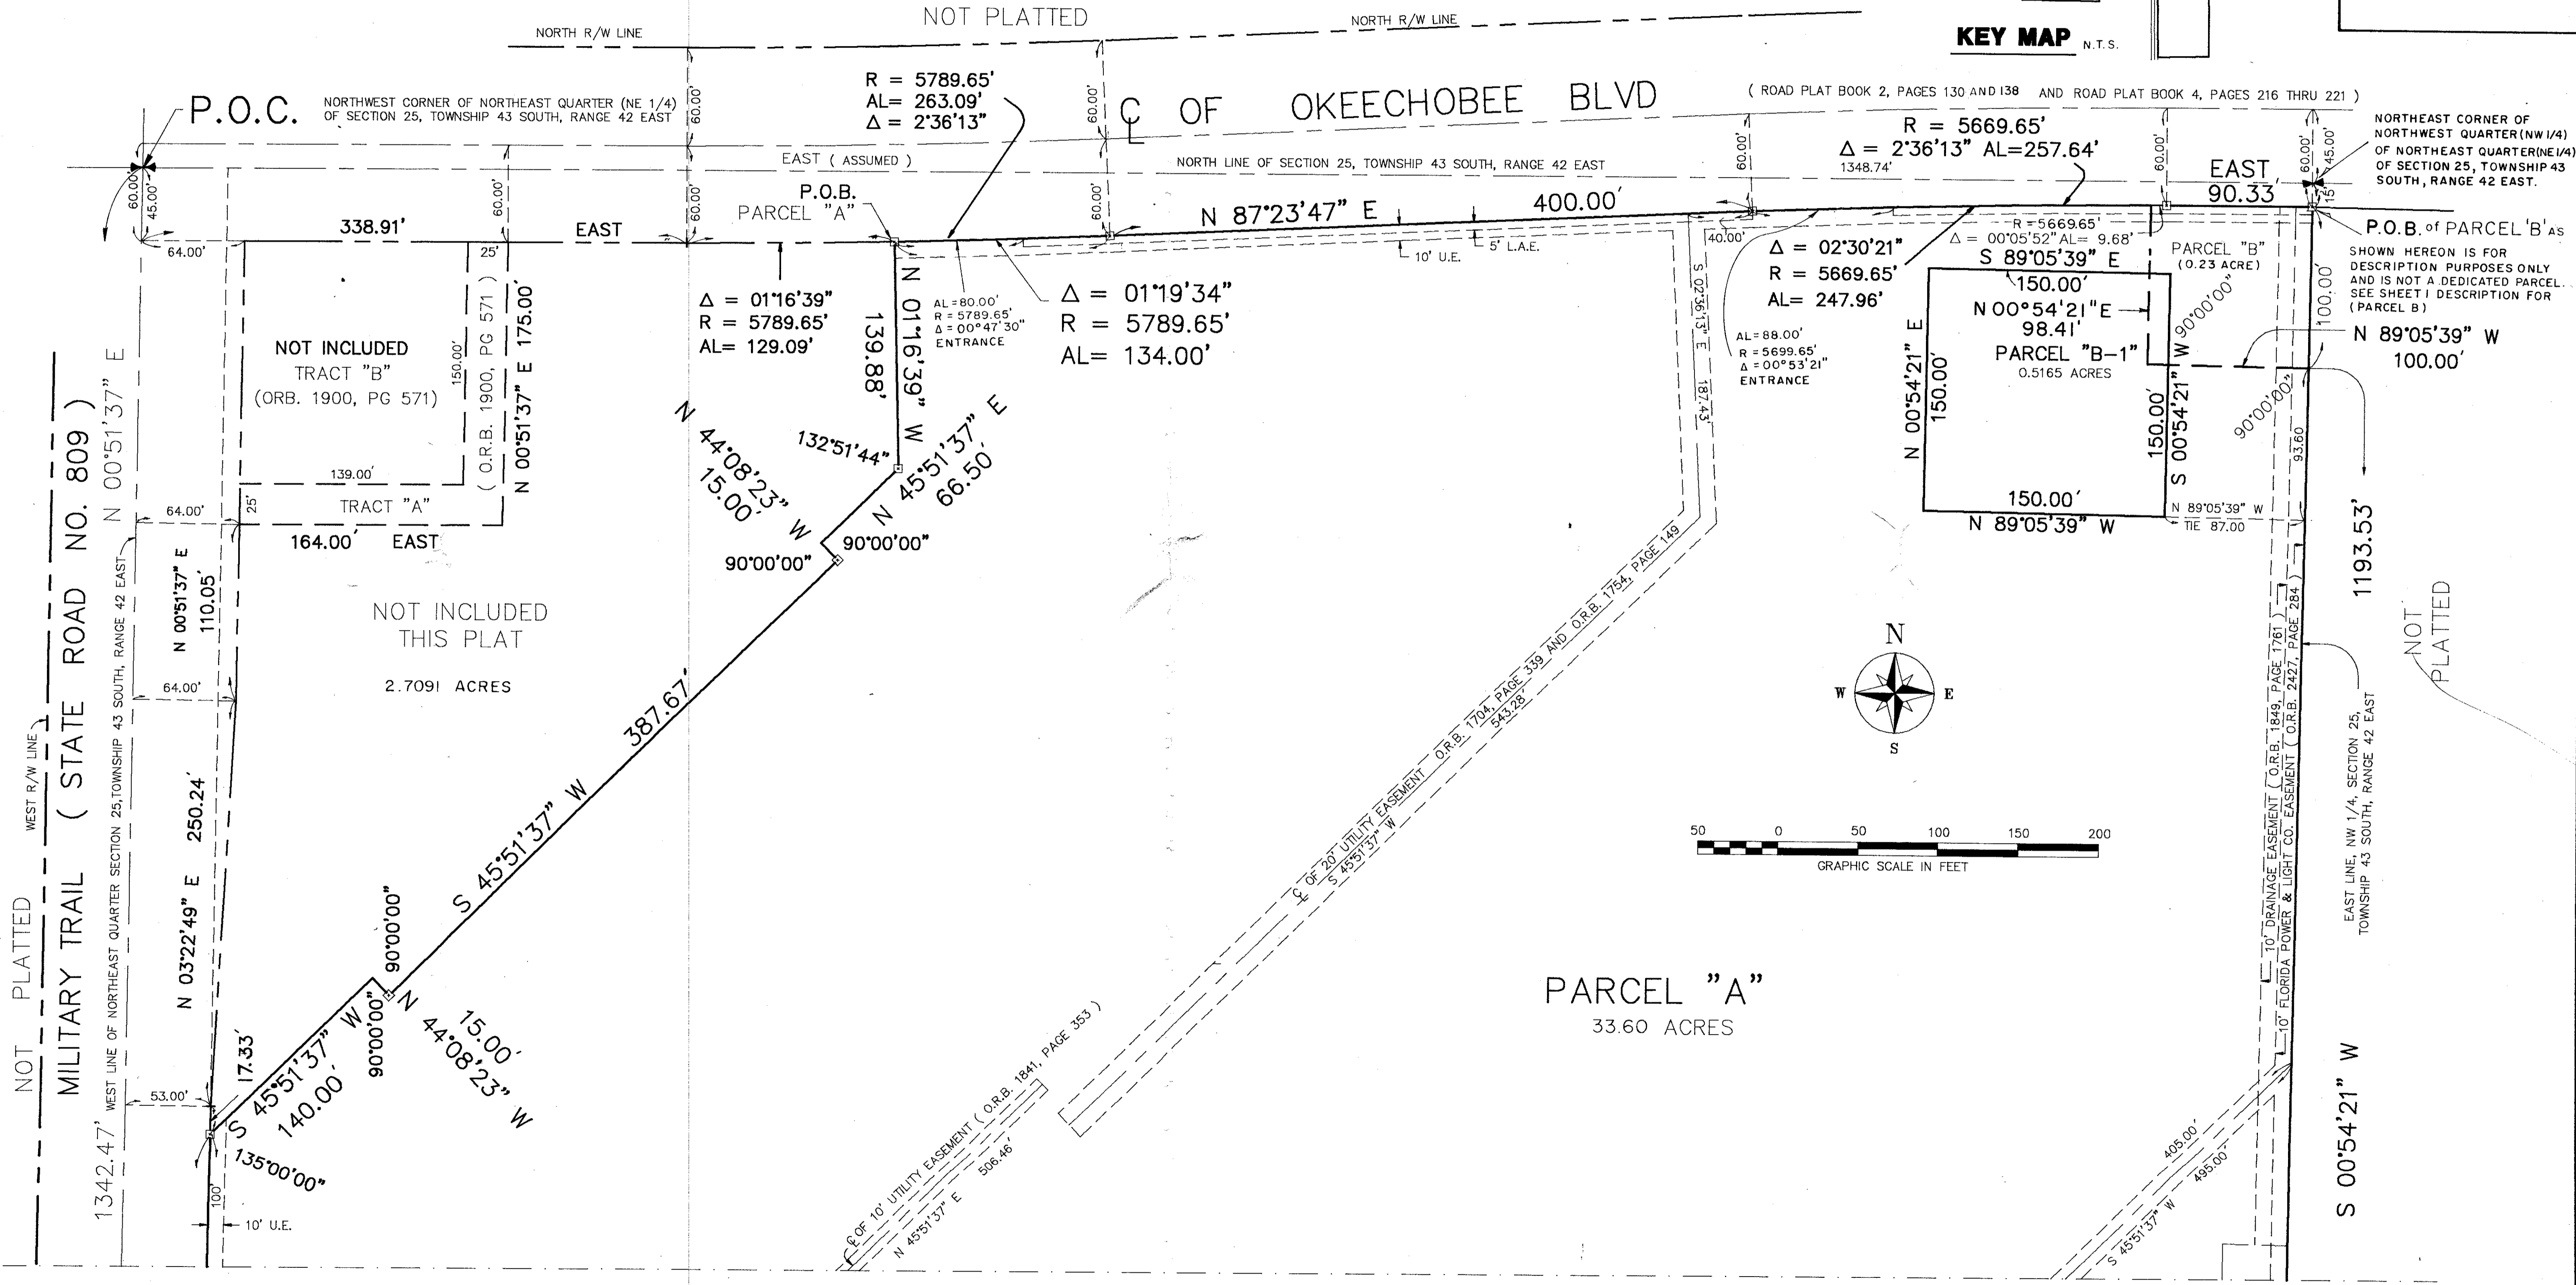 NOT PLATTED
NORTH R/W LINE
NORTH R/W LINE
KEY MAP N.T.S.
P.O.C.
NORTHWEST CORNER OF NORTHEAST QUARTER (NE 1/4)
OF SECTION 25, TOWNSHIP 43 SOUTH, RANGE 42 EAST
60.00'
R = 5789.65'
AL= 263.09'
Δ = 2°36'13"
60.00'
℄ OF OKEECHOBEE BLVD
( ROAD PLAT BOOK 2, PAGES 130 AND 138 AND ROAD PLAT BOOK 4, PAGES 216 THRU 221 )
R = 5669.65'
Δ = 2°36'13" AL=257.64'
1348.74'
60.00'
60.00'
60.00'
45.00'
15'
NORTHEAST CORNER OF
NORTHWEST QUARTER(NW 1/4)
OF NORTHEAST QUARTER(NE1/4)
OF SECTION 25, TOWNSHIP 43
SOUTH, RANGE 42 EAST.
EAST ( ASSUMED )
NORTH LINE OF SECTION 25, TOWNSHIP 43 SOUTH, RANGE 42 EAST
60.00'
45.00'
60.00'
60.00'
60.00'
P.O.B.
PARCEL "A"
338.91'
EAST
64.00'
25'
N 87°23'47" E
400.00'
5' L.A.E.
10' U.E.
40.00'
EAST
90.33'
P.O.B. of PARCEL 'B' AS
SHOWN HEREON IS FOR
DESCRIPTION PURPOSES ONLY
AND IS NOT A DEDICATED PARCEL.
SEE SHEET 1 DESCRIPTION FOR
(PARCEL B)
R = 5669.65'
Δ = 00°05'52" AL= 9.68'
PARCEL "B"
(0.23 ACRE)
S 89°05'39" E
150.00'
N 00°54'21" E
98.41'
PARCEL "B-1"
0.5165 ACRES
N 00°54'21" E
150.00'
150.00'
S 00°54'21" W
150.00'
N 89°05'39" W
N 89°05'39" W
TIE 87.00
90°00'00"
90°00'00"
100.00'
93.60
N 89°05'39" W
100.00'
Δ = 02°30'21"
R = 5669.65'
AL= 247.96'
AL=88.00'
R = 5699.65'
Δ = 00°53'21"
ENTRANCE
S 02°36'13" E 187.43'
Δ = 01°16'39"
R = 5789.65'
AL= 129.09'
AL=80.00'
R = 5789.65'
Δ = 00°47'30"
ENTRANCE
Δ = 01°19'34"
R = 5789.65'
AL= 134.00'
N 01°16'39" W
139.88'
132°51'44"
N 45°51'37" E
66.50'
N 44°08'23" W
15.00'
90°00'00"
90°00'00"
NOT INCLUDED
TRACT "B"
(ORB. 1900, PG 571)
150.00'
( O.R.B. 1900, PG 571 )
N 00°51'37" E 175.00'
139.00'
TRACT "A"
25'
64.00'
164.00' EAST
N 00°51'37" E
110.05'
64.00'
NOT INCLUDED
THIS PLAT
2.7091 ACRES
387.67'
S 45°51'37" W
N 03°22'49" E 250.24'
17.33'
53.00'
S 45°51'37" W
140.00'
90°00'00"
90°00'00"
15.00'
N 44°08'23" W
135°00'00"
100'
10' U.E.
NOT PLATTED
WEST R/W LINE
MILITARY TRAIL ( STATE ROAD NO. 809 )
N 00°51'37" E
1342.47' WEST LINE OF NORTHEAST QUARTER SECTION 25,TOWNSHIP 43 SOUTH, RANGE 42 EAST
℄ OF 20' UTILITY EASEMENT O.R.B. 1704, PAGE 339 AND O.R.B. 1754, PAGE 149
S 45°51'37" W 543.28'
℄ OF 10' UTILITY EASEMENT ( O.R.B. 1841, PAGE 353 )
N 45°51'37" E 506.46'
N
W E
S
50 0 50 100 150 200
GRAPHIC SCALE IN FEET
PARCEL "A"
33.60 ACRES
405.00'
S 45°51'37" W 495.00'
10' DRAINAGE EASEMENT ( O.R.B. 1849, PAGE 1761 )
10' FLORIDA POWER & LIGHT CO. EASEMENT ( O.R.B. 2427, PAGE 284 )
1193.53'
EAST LINE, NW 1/4, SECTION 25,
TOWNSHIP 43 SOUTH, RANGE 42 EAST
S 00°54'21" W
NOT
PLATTED